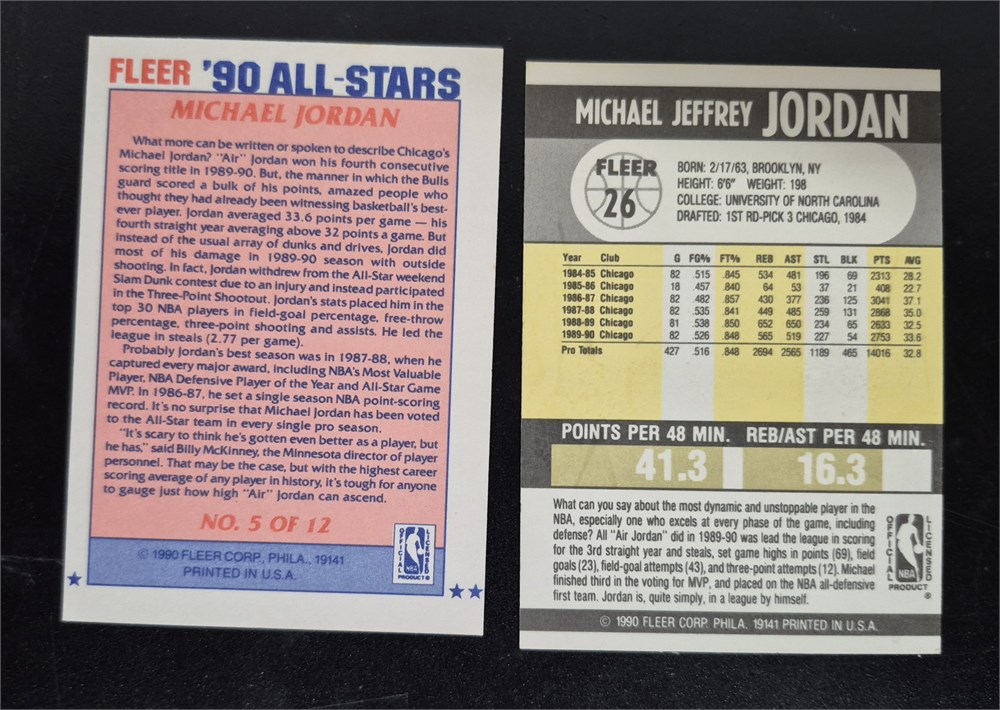 FLEER '90 ALL-STARS
MICHAEL JORDAN
What more can be written or spoken to describe Chicago's
Michael Jordan? "Air" Jordan won his fourth consecutive
scoring title in 1989-90. But, the manner in which the Bulls
guard scored a bulk of his points, amazed people who
thought they had already been witnessing basketball's best-
ever player. Jordan averaged 33.6 points per game — his
fourth straight year averaging above 32 points a game. But
instead of the usual array of dunks and drives, Jordan did
most of his damage in 1989-90 season with outside
shooting. In fact, Jordan withdrew from the All-Star weekend
Slam Dunk contest due to an injury and instead participated
in the Three-Point Shootout. Jordan's stats placed him in the
top 30 NBA players in field-goal percentage, free-throw
percentage, three-point shooting and assists. He led the
league in steals (2.77 per game).
Probably Jordan's best season was in 1987-88, when he
captured every major award, including NBA's Most Valuable
Player, NBA Defensive Player of the Year and All-Star Game
MVP. In 1986-87, he set a single season NBA point-scoring
record. It's no surprise that Michael Jordan has been voted
to the All-Star team in every single pro season.
"It's scary to think he's gotten even better as a player, but
he has," said Billy McKinney, the Minnesota director of player
personnel. That may be the case, but with the highest career
scoring average of any player in history, it's tough for anyone
to gauge just how high "Air" Jordan can ascend.
NO. 5 OF 12
© 1990 FLEER CORP., PHILA., 19141
PRINTED IN U.S.A.
OFFICIAL LICENSED
NBA
PRODUCT ®
MICHAEL JEFFREY JORDAN
FLEER
26
BORN: 2/17/63, BROOKLYN, NY
HEIGHT: 6'6" WEIGHT: 198
COLLEGE: UNIVERSITY OF NORTH CAROLINA
DRAFTED: 1ST RD-PICK 3 CHICAGO, 1984
Year Club G FG% FT% REB AST STL BLK PTS AVG
1984-85 Chicago 82 .515 .845 534 481 196 69 2313 28.2
1985-86 Chicago 18 .457 .840 64 53 37 21 408 22.7
1986-87 Chicago 82 .482 .857 430 377 236 125 3041 37.1
1987-88 Chicago 82 .535 .841 449 485 259 131 2868 35.0
1988-89 Chicago 81 .538 .850 652 650 234 65 2633 32.5
1989-90 Chicago 82 .526 .848 565 519 227 54 2753 33.6
Pro Totals 427 .516 .848 2694 2565 1189 465 14016 32.8
POINTS PER 48 MIN. REB/AST PER 48 MIN.
41.3 16.3
What can you say about the most dynamic and unstoppable player in the
NBA, especially one who excels at every phase of the game, including
defense? All "Air Jordan" did in 1989-90 was lead the league in scoring
for the 3rd straight year and steals, set game highs in points (69), field
goals (23), field-goal attempts (43), and three-point attempts (12). Michael
finished third in the voting for MVP, and placed on the NBA all-defensive
first team. Jordan is, quite simply, in a league by himself.
OFFICIAL LICENSED
NBA
PRODUCT
®
© 1990 FLEER CORP. PHILA. 19141 PRINTED IN U.S.A.